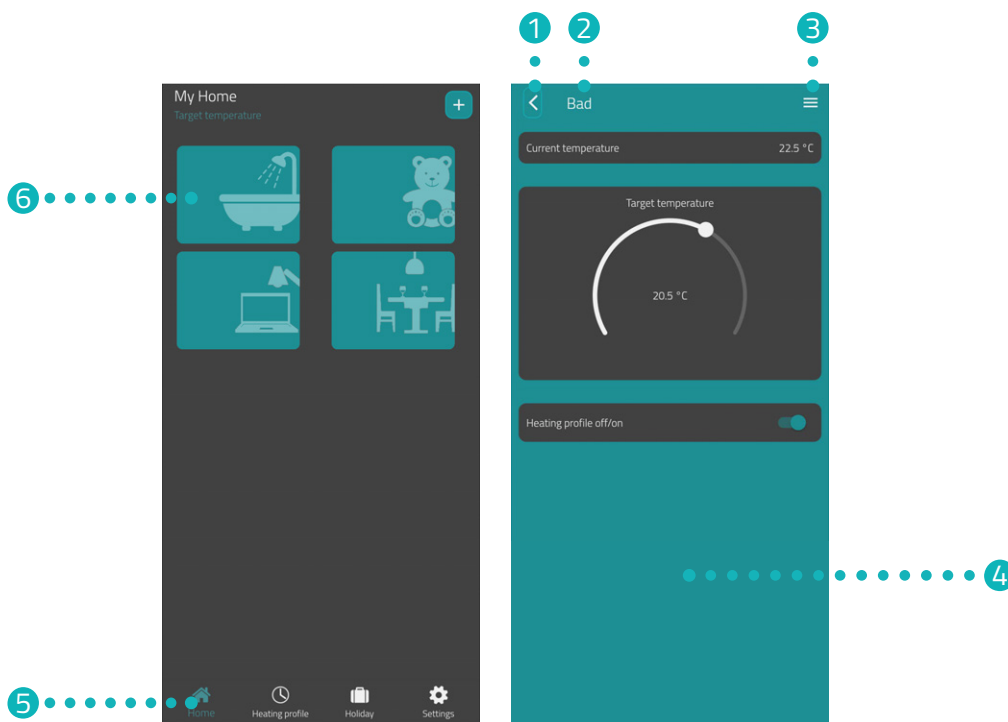 1
2
3
My Home
Target temperature
+
Bad
Current temperature
22.5 °C
6
Target temperature
20.5 °C
Heating profile off/on
4
5
Home
Heating profile
Holiday
Settings